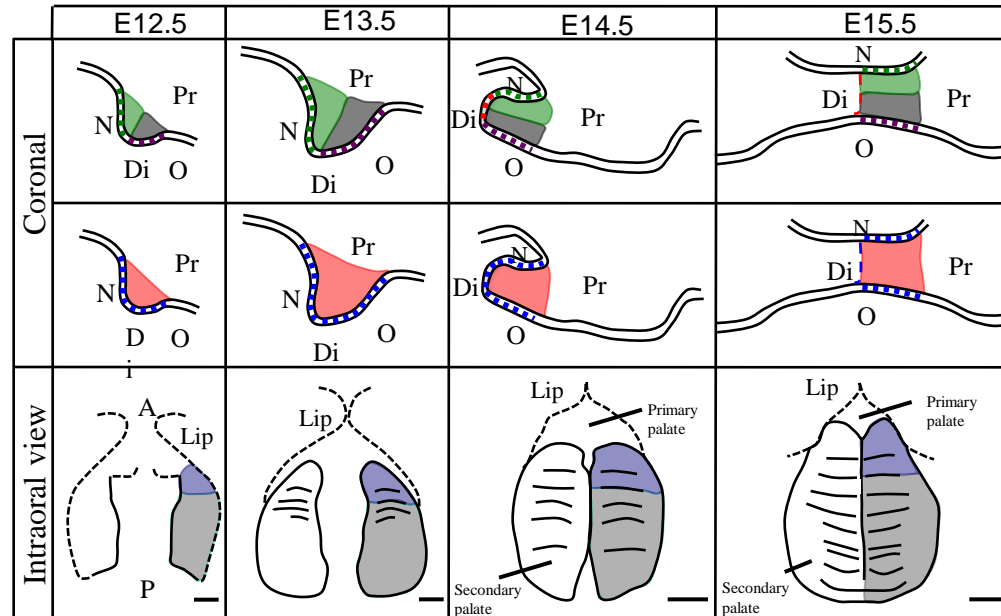 E12.5 E13.5 E14.5 E15.5
Coronal
Pr
N
Di
O
Pr
N
Di
O
N
Di
Pr
O
N
Di
Pr
O
Pr
N
D
i
O
Pr
N
Di
O
N
Di
Pr
O
N
Di
Pr
O
Intraoral view
A
Lip
P
Lip
Lip
Primary
palate
Secondary
palate
Lip
Primary
palate
Secondary
palate